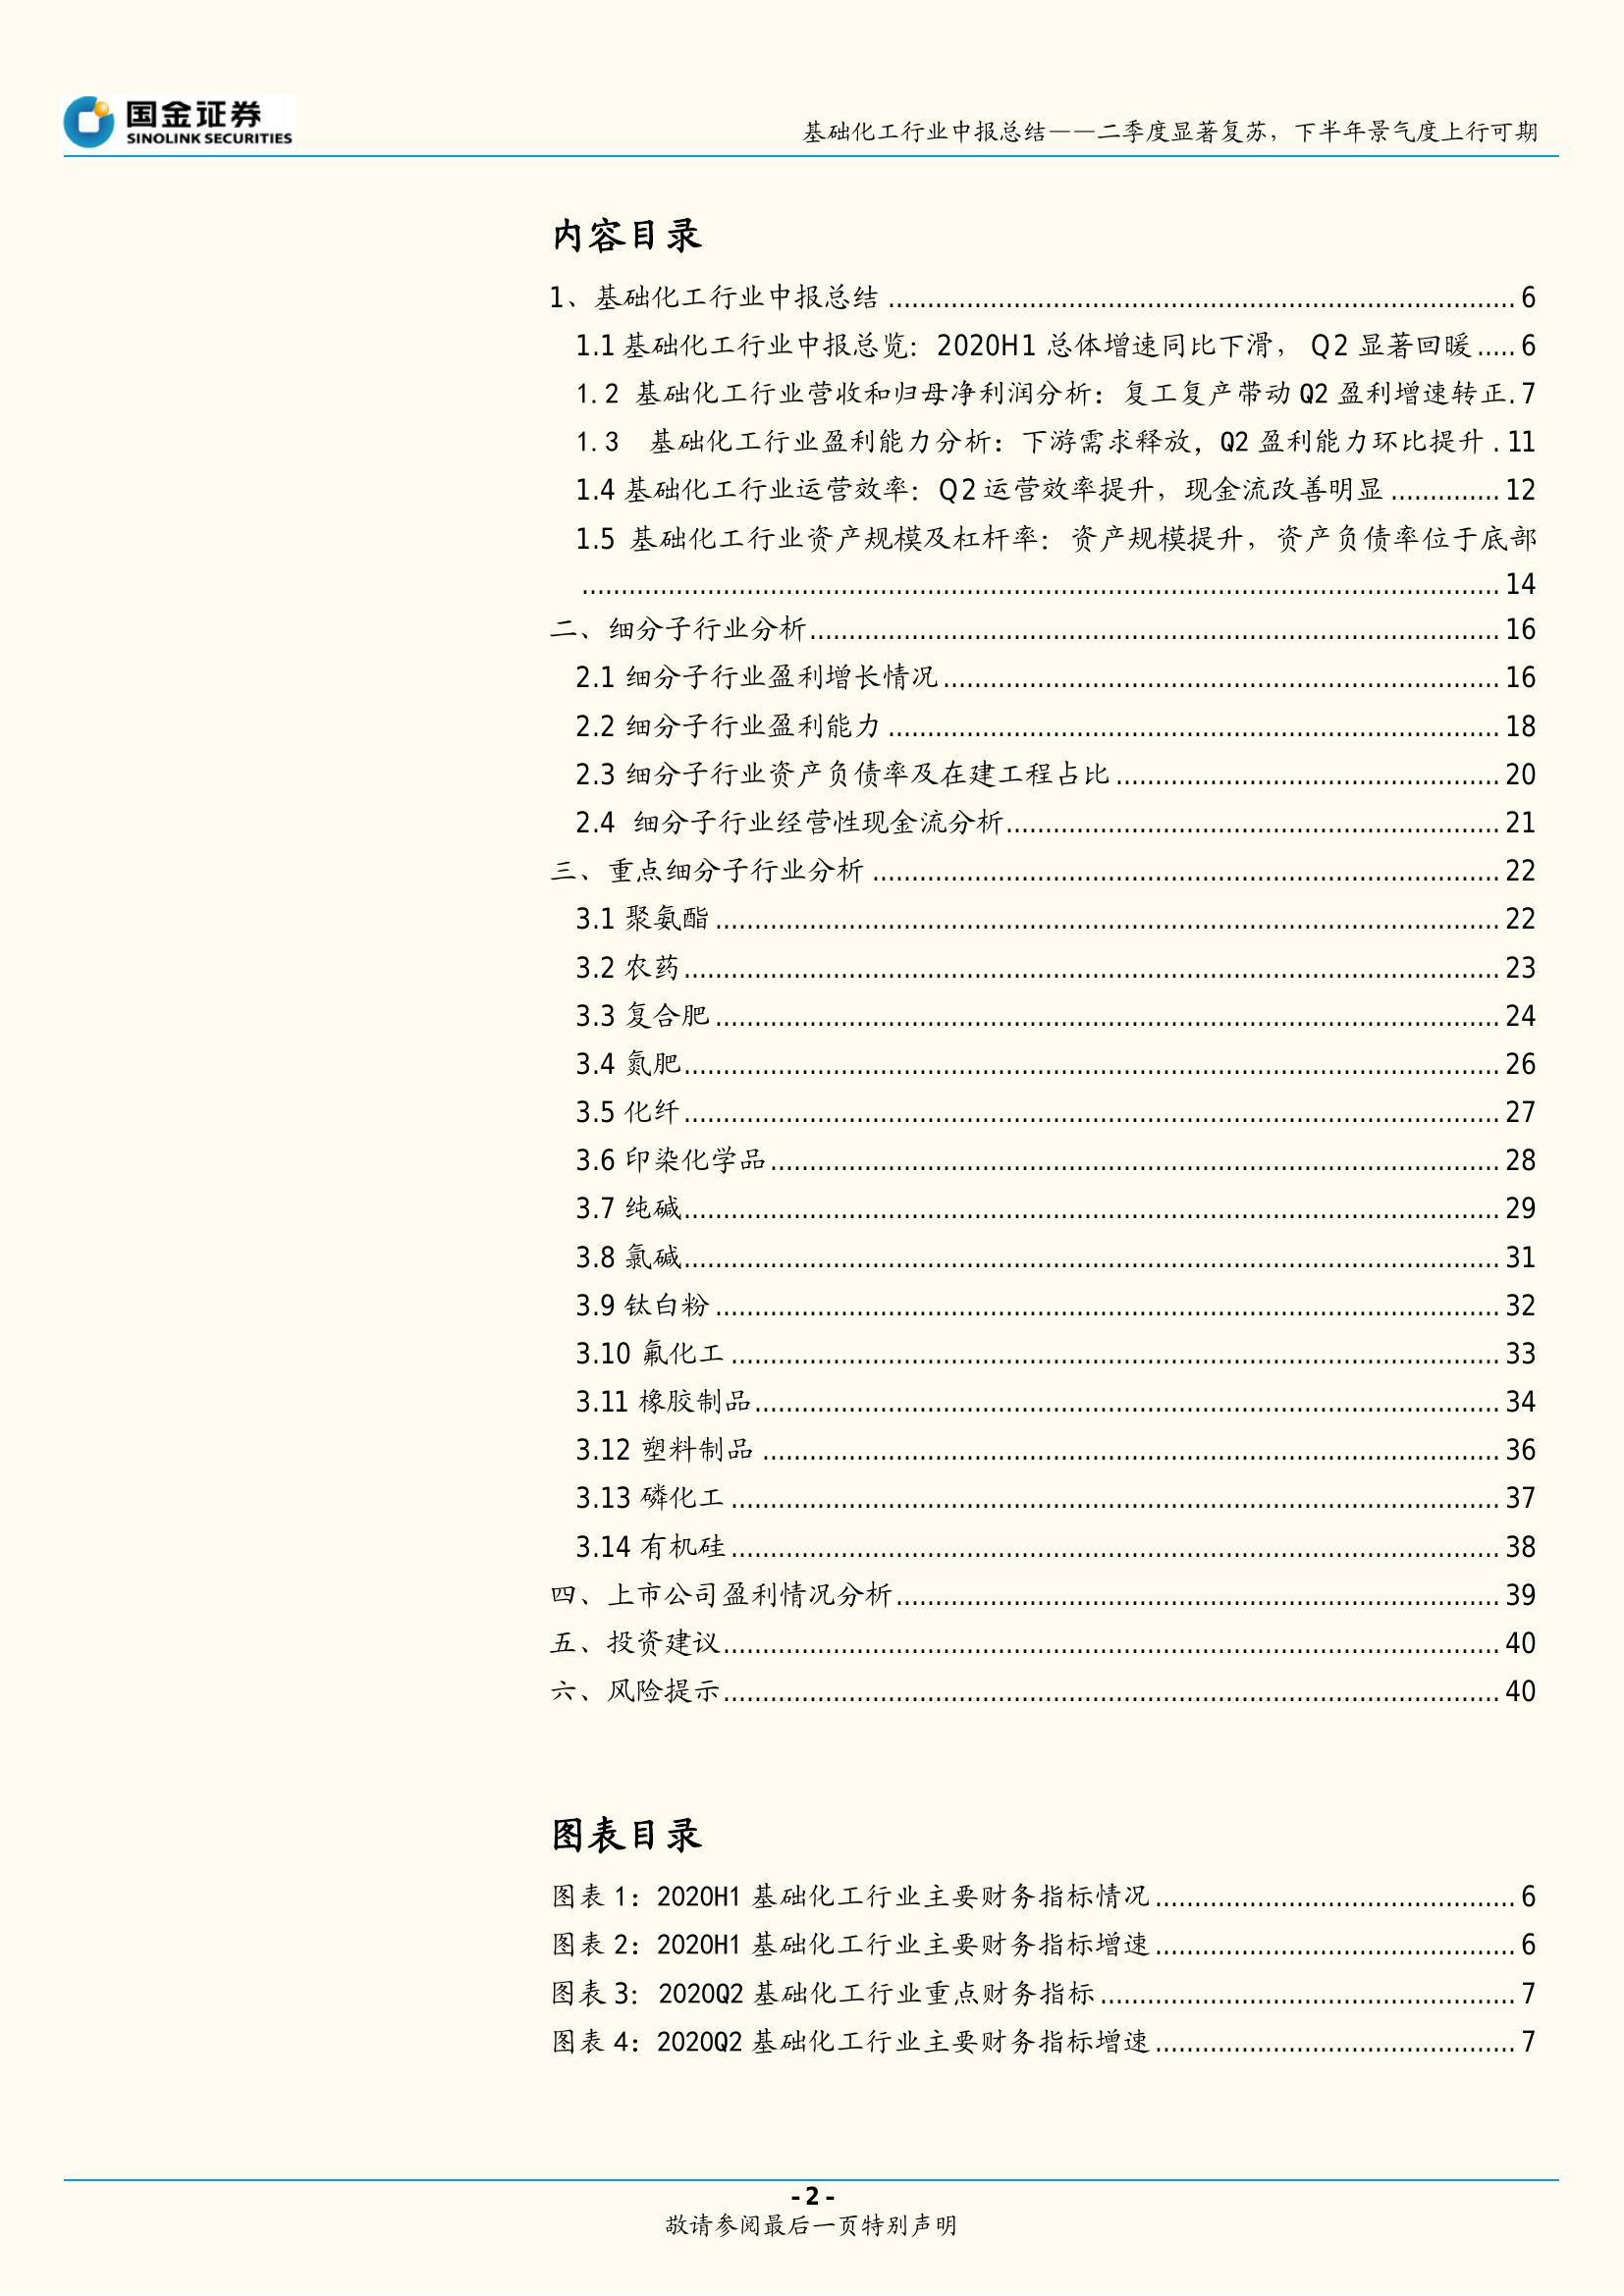 国金证券
SINOLINK SECURITIES
基础化工行业中报总结——二季度显著复苏，下半年景气度上行可期
内容目录
1、基础化工行业中报总结 ................................ 6
1.1 基础化工行业中报总览：2020H1 总体增速同比下滑， Q2 显著回暖 ..... 6
1.2 基础化工行业营收和归母净利润分析：复工复产带动 Q2 盈利增速转正. 7
1.3 基础化工行业盈利能力分析：下游需求释放，Q2 盈利能力环比提升 . 11
1.4 基础化工行业运营效率：Q2 运营效率提升，现金流改善明显 .............. 12
1.5 基础化工行业资产规模及杠杆率：资产规模提升，资产负债率位于底部
................................ 14
二、细分子行业分析................................ 16
2.1 细分子行业盈利增长情况................................ 16
2.2 细分子行业盈利能力 ................................ 18
2.3 细分子行业资产负债率及在建工程占比 ................................ 20
2.4 细分子行业经营性现金流分析................................ 21
三、重点细分子行业分析 ................................ 22
3.1 聚氨酯 ................................ 22
3.2 农药................................ 23
3.3 复合肥 ................................ 24
3.4 氮肥................................ 26
3.5 化纤................................ 27
3.6 印染化学品................................ 28
3.7 纯碱................................ 29
3.8 氯碱................................ 31
3.9 钛白粉 ................................ 32
3.10 氟化工 ................................ 33
3.11 橡胶制品................................ 34
3.12 塑料制品 ................................ 36
3.13 磷化工 ................................ 37
3.14 有机硅 ................................ 38
四、上市公司盈利情况分析................................ 39
五、投资建议................................ 40
六、风险提示................................ 40
图表目录
图表 1：2020H1 基础化工行业主要财务指标情况................................ 6
图表 2：2020H1 基础化工行业主要财务指标增速................................ 6
图表 3：2020Q2 基础化工行业重点财务指标................................ 7
图表 4：2020Q2 基础化工行业主要财务指标增速................................ 7
- 2 -
敬请参阅最后一页特别声明